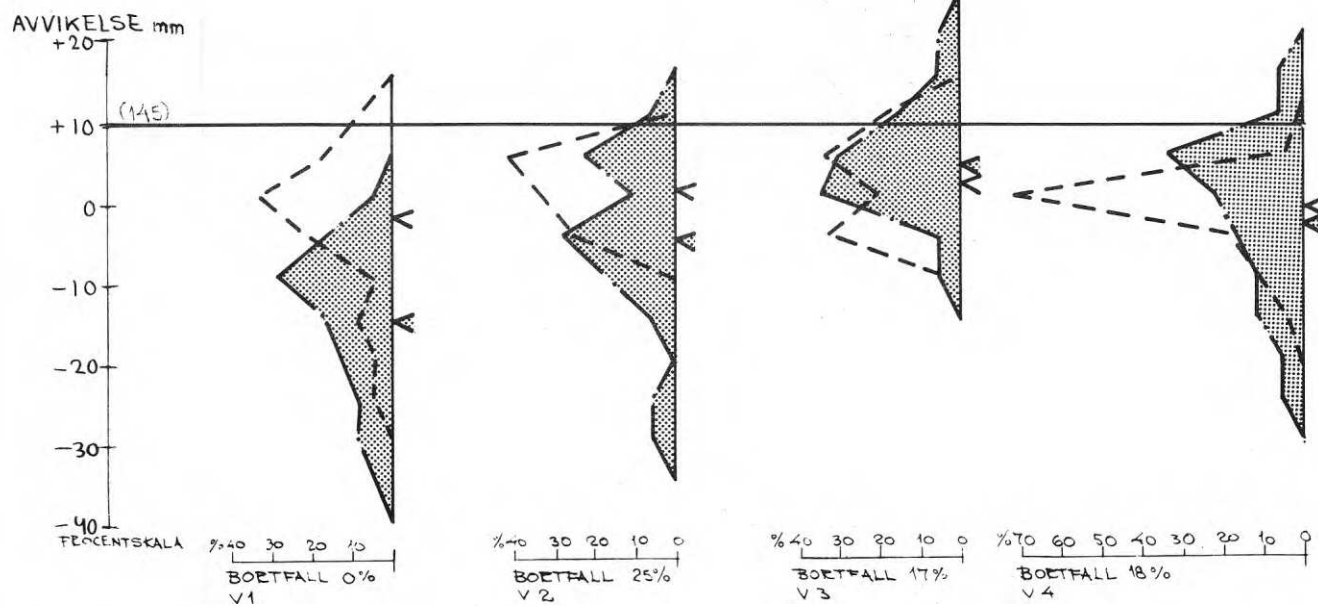 AVVIKELSE mm
+20
(145)
+10
0
-10
-20
-30
-40
%40 30 20 10
%40 30 20 10 0
%40 30 20 10 0
%70 60 50 40 30 20 10 0
BORTFALL 0%
BORTFALL 25%
BORTFALL 17%
BORTFALL 18%
V1
V2
V3
V4